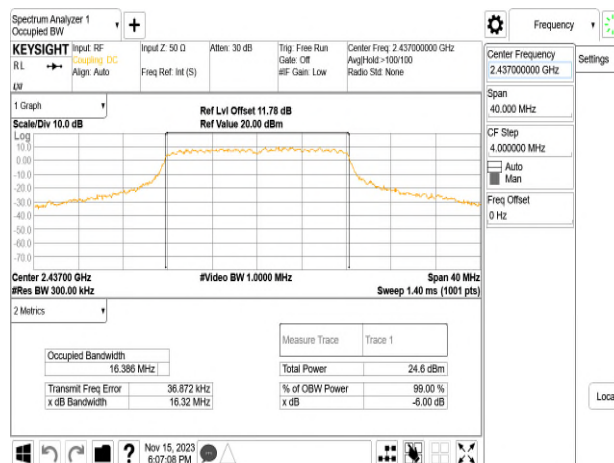 Spectrum Analyzer 1
Occupied BW
Frequency
KEYSIGHT
Input: RF
Input Z: 50 Ω
Atten: 30 dB
Trig: Free Run
Center Freq: 2.437000000 GHz
RL
Coupling: DC
Gate: Off
Avg|Hold:>100/100
Align: Auto
Freq Ref: Int (S)
#IF Gain: Low
Radio Std: None
LXI
Center Frequency
2.437000000 GHz
Settings
Span
40.000 MHz
CF Step
4.000000 MHz
Auto
Man
Freq Offset
0 Hz
Local
1 Graph
Ref Lvl Offset 11.78 dB
Scale/Div 10.0 dB
Ref Value 20.00 dBm
Log
10.0
0.00
-10.0
-20.0
-30.0
-40.0
-50.0
-60.0
-70.0
Center 2.43700 GHz
#Video BW 1.0000 MHz
Span 40 MHz
#Res BW 300.00 kHz
Sweep 1.40 ms (1001 pts)
2 Metrics
Measure Trace
Trace 1
Occupied Bandwidth
16.386 MHz
Total Power
24.6 dBm
Transmit Freq Error
36.872 kHz
% of OBW Power
99.00 %
x dB Bandwidth
16.32 MHz
x dB
-6.00 dB
Nov 15, 2023
6:07:08 PM